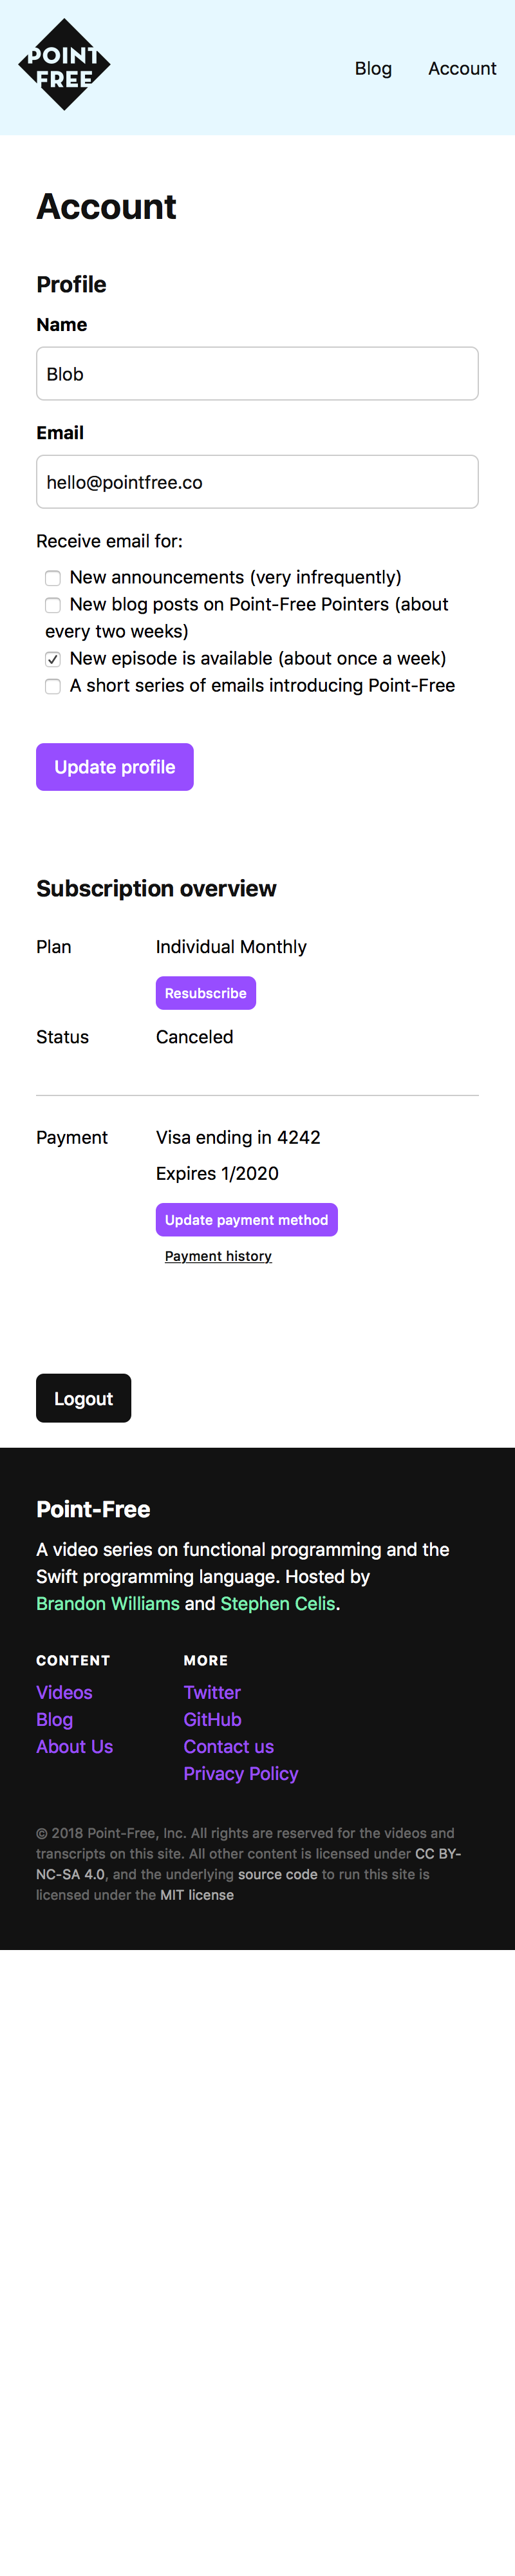 POINT
FREE
Blog
Account
Account
Profile
Name
Blob
Email
hello@pointfree.co
Receive email for:
New announcements (very infrequently)
New blog posts on Point-Free Pointers (about
every two weeks)
New episode is available (about once a week)
A short series of emails introducing Point-Free
Update profile
Subscription overview
Plan
Individual Monthly
Resubscribe
Status
Canceled
Payment
Visa ending in 4242
Expires 1/2020
Update payment method
Payment history
Logout
Point-Free
A video series on functional programming and the
Swift programming language. Hosted by
Brandon Williams and Stephen Celis.
CONTENT
Videos
Blog
About Us
MORE
Twitter
GitHub
Contact us
Privacy Policy
© 2018 Point-Free, Inc. All rights are reserved for the videos and
transcripts on this site. All other content is licensed under CC BY-
NC-SA 4.0, and the underlying source code to run this site is
licensed under the MIT license